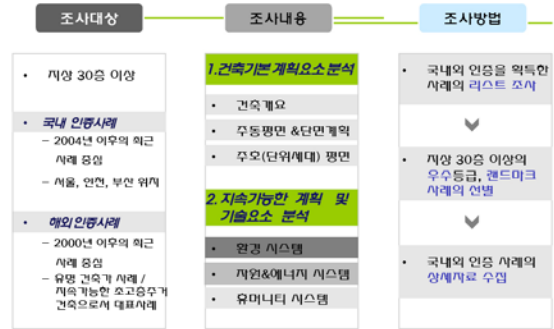 조사대상
조사내용
조사방법
• 지상 30층 이상
• 국내 인증사례
– 2004년 이후의 최근
사례 중심
– 서울, 인천, 부산 위치
• 해외인증사례
– 2000년 이후의 최근
사례 중심
– 유명 건축가 사례 /
지속가능한 초고층주거
건축으로서 대표사례
1.건축기본 계획요소 분석
• 건축개요
• 주동평면 &단면계획
• 주호(단위세대) 평면
2. 지속가능한 계획 및
기술요소 분석
• 환경 시스템
• 자원&에너지 시스템
• 휴머니티 시스템
• 국내외 인증을 획득한
사례의 리스트 조사
• 지상 30층 이상의
우수등급, 랜드마크
사례의 선별
• 국내외 인증 사례의
상세자료 수집